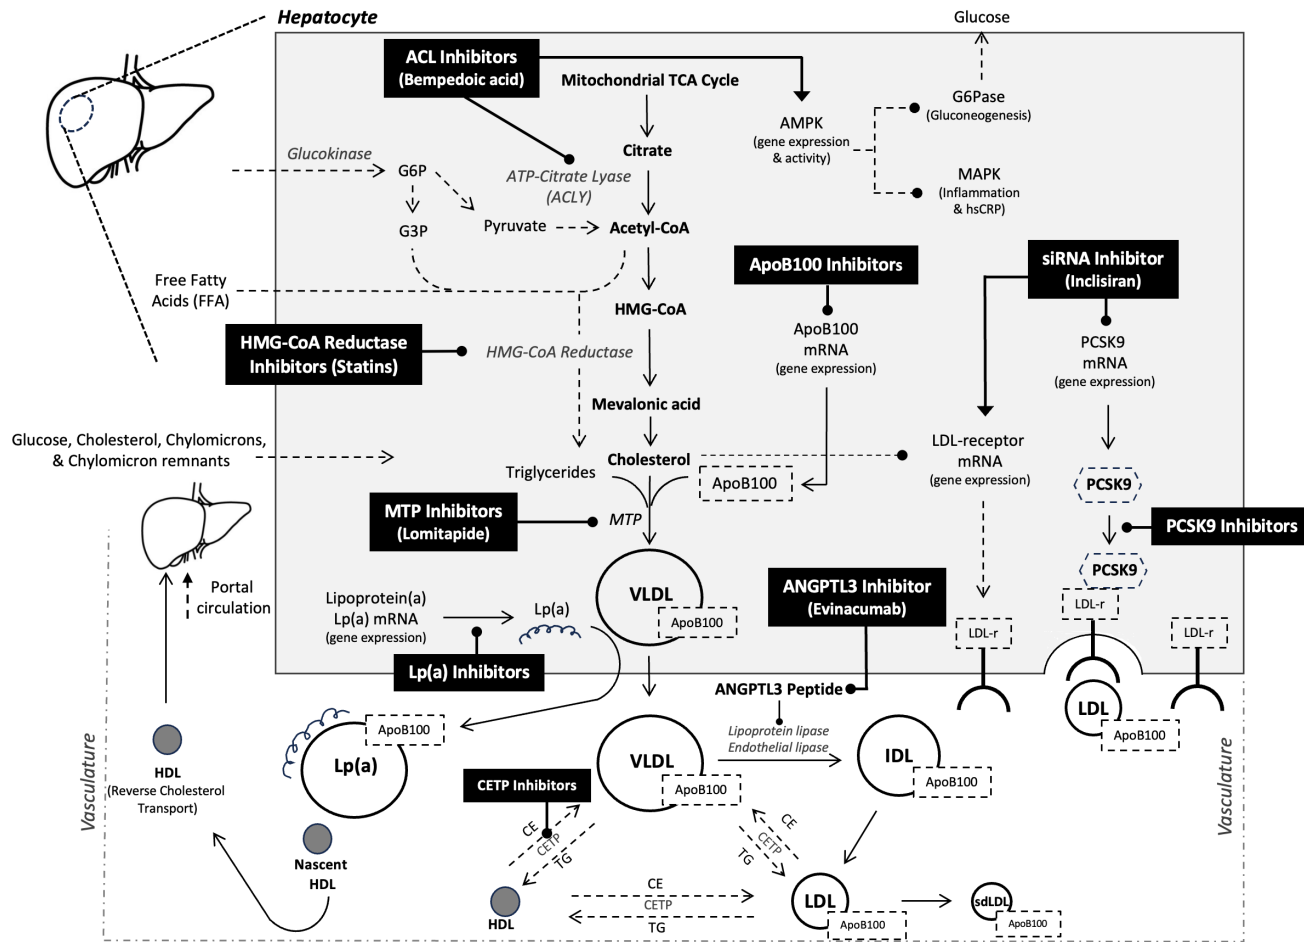 Hepatocyte
Glucose
ACL Inhibitors
(Bempedoic acid)
Mitochondrial TCA Cycle
G6Pase
(Gluconeogenesis)
AMPK
(gene expression
& activity)
Citrate
Glucokinase
G6P
ATP-Citrate Lyase
(ACLY)
MAPK
(Inflammation
& hsCRP)
G3P
Pyruvate
Acetyl-CoA
ApoB100 Inhibitors
siRNA Inhibitor
(Inclisiran)
Free Fatty
Acids (FFA)
HMG-CoA
ApoB100
mRNA
(gene expression)
PCSK9
mRNA
(gene expression)
HMG-CoA Reductase
Inhibitors (Statins)
HMG-CoA Reductase
Mevalonic acid
Glucose, Cholesterol, Chylomicrons,
& Chylomicron remnants
LDL-receptor
mRNA
(gene expression)
Triglycerides
Cholesterol
ApoB100
PCSK9
MTP Inhibitors
(Lomitapide)
MTP
PCSK9 Inhibitors
PCSK9
Portal
circulation
VLDL
ApoB100
ANGPTL3 Inhibitor
(Evinacumab)
Lipoprotein(a)
Lp(a) mRNA
(gene expression)
Lp(a)
LDL-r
LDL-r
LDL-r
Lp(a) Inhibitors
ANGPTL3 Peptide
LDL
ApoB100
Lipoprotein lipase
Endothelial lipase
ApoB100
Lp(a)
VLDL
ApoB100
IDL
ApoB100
Vasculature
Vasculature
HDL
(Reverse Cholesterol
Transport)
CETP Inhibitors
CE
CETP
TG
CE
CETP
TG
Nascent
HDL
HDL
CE
CETP
TG
LDL
ApoB100
sdLDL
ApoB100